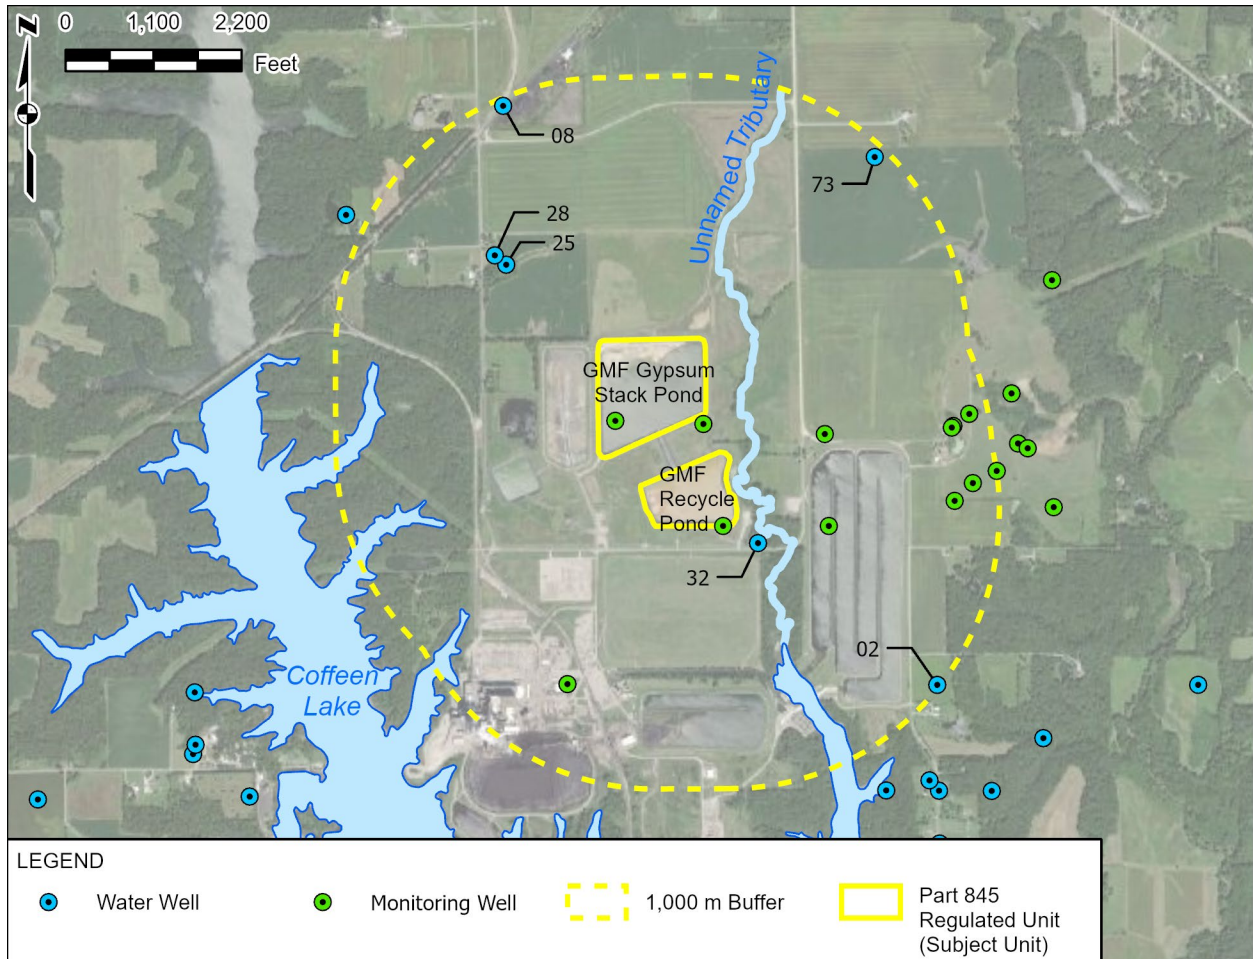 N
0 1,100 2,200
Feet
Unnamed Tributary
08
73
28
25
GMF Gypsum
Stack Pond
GMF
Recycle
Pond
32
02
Coffeen
Lake
LEGEND
Water Well
Monitoring Well
1,000 m Buffer
Part 845
Regulated Unit
(Subject Unit)